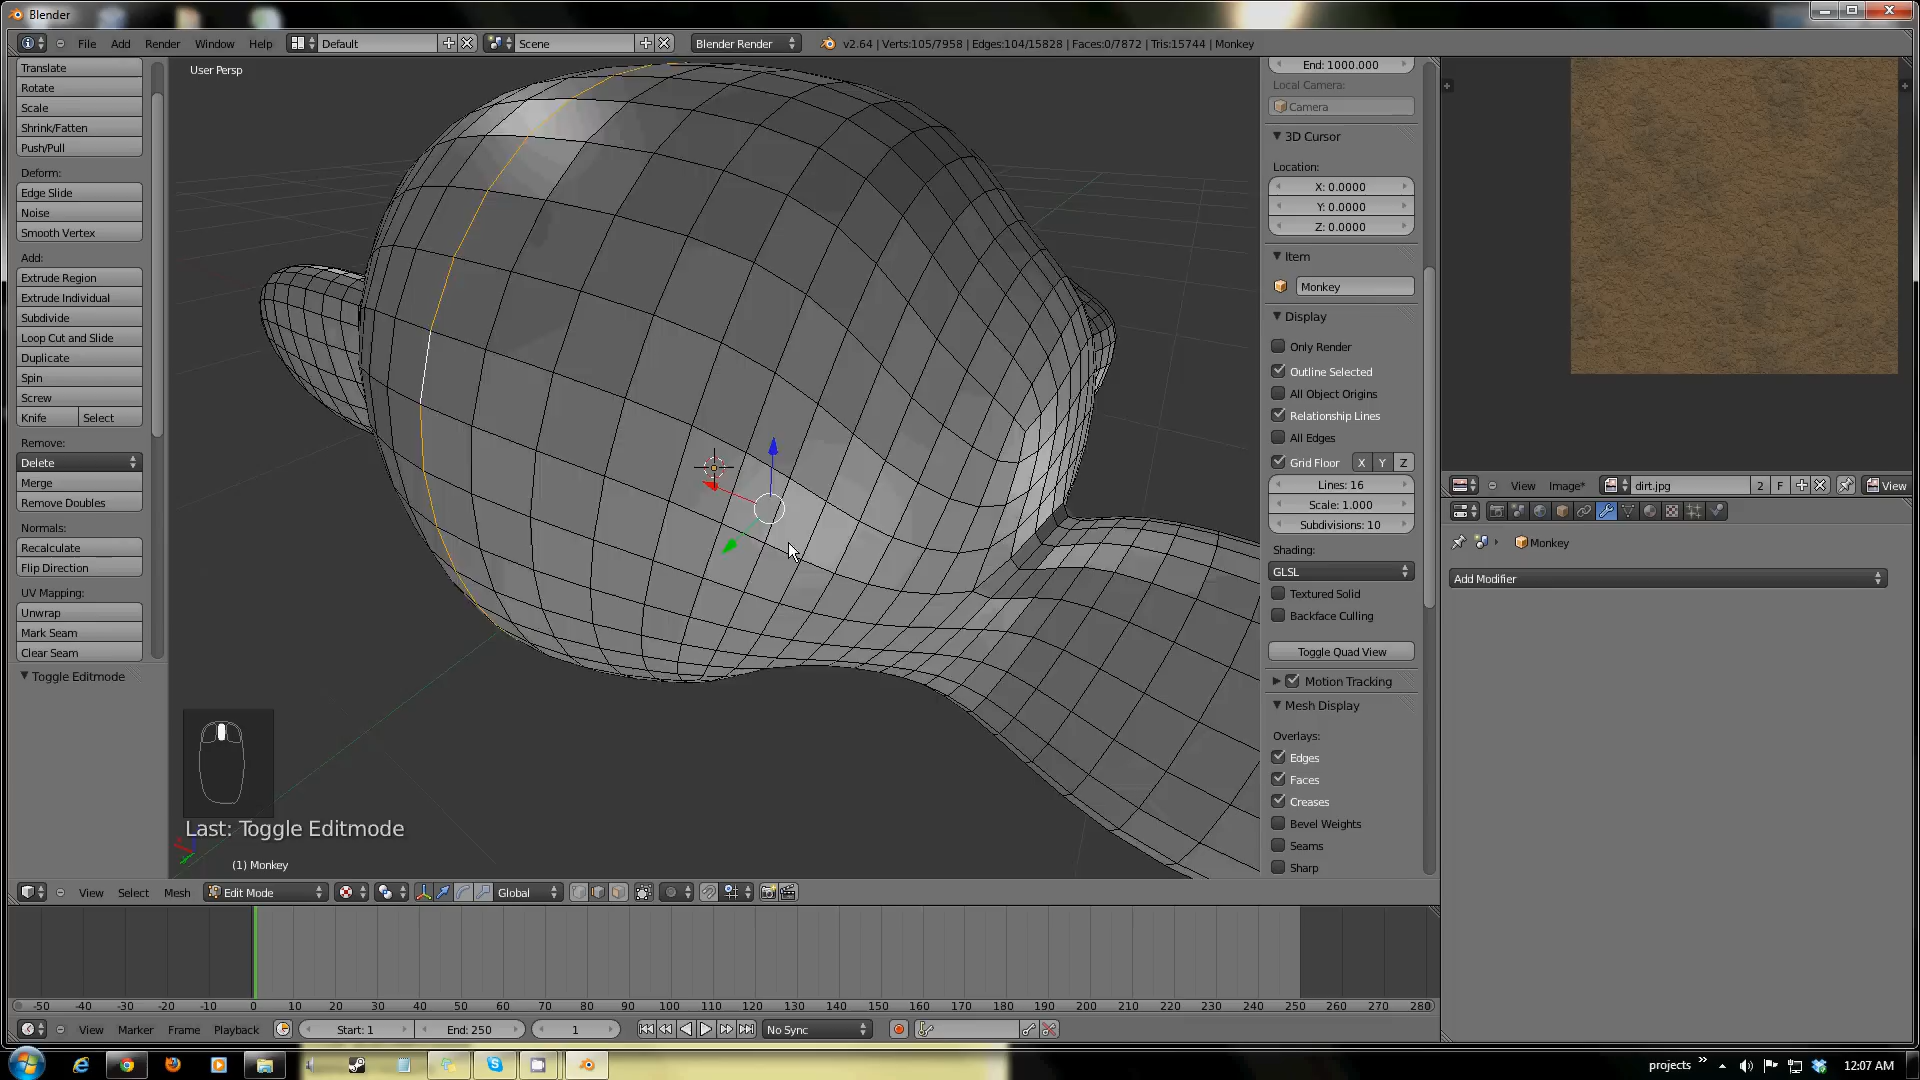 Blender
File Add Render Window Help Default Scene Blender Render v2.64 | Verts:105/7958 | Edges:104/15828 | Faces:0/7872 | Tris:15744 | Monkey
Translate
Rotate
Scale
Shrink/Fatten
Push/Pull
Deform:
Edge Slide
Noise
Smooth Vertex
Add:
Extrude Region
Extrude Individual
Subdivide
Loop Cut and Slide
Duplicate
Spin
Screw
Knife Select
Remove:
Delete
Merge
Remove Doubles
Normals:
Recalculate
Flip Direction
UV Mapping:
Unwrap
Mark Seam
Clear Seam
Toggle Editmode
User Persp
Last: Toggle Editmode
(1) Monkey
End: 1000.000
Local Camera:
Camera
3D Cursor
Location:
X: 0.0000
Y: 0.0000
Z: 0.0000
Item
Monkey
Display
Only Render
Outline Selected
All Object Origins
Relationship Lines
All Edges
Grid Floor X Y Z
Lines: 16
Scale: 1.000
Subdivisions: 10
Shading:
GLSL
Textured Solid
Backface Culling
Toggle Quad View
Motion Tracking
Mesh Display
Overlays:
Edges
Faces
Creases
Bevel Weights
Seams
Sharp
View Image* dirt.jpg 2 F View
Monkey
Add Modifier
View Select Mesh Edit Mode Global
-50 -40 -30 -20 -10 0 10 20 30 40 50 60 70 80 90 100 110 120 130 140 150 160 170 180 190 200 210 220 230 240 250 260 270 280
View Marker Frame Playback Start: 1 End: 250 1 No Sync
projects 12:07 AM